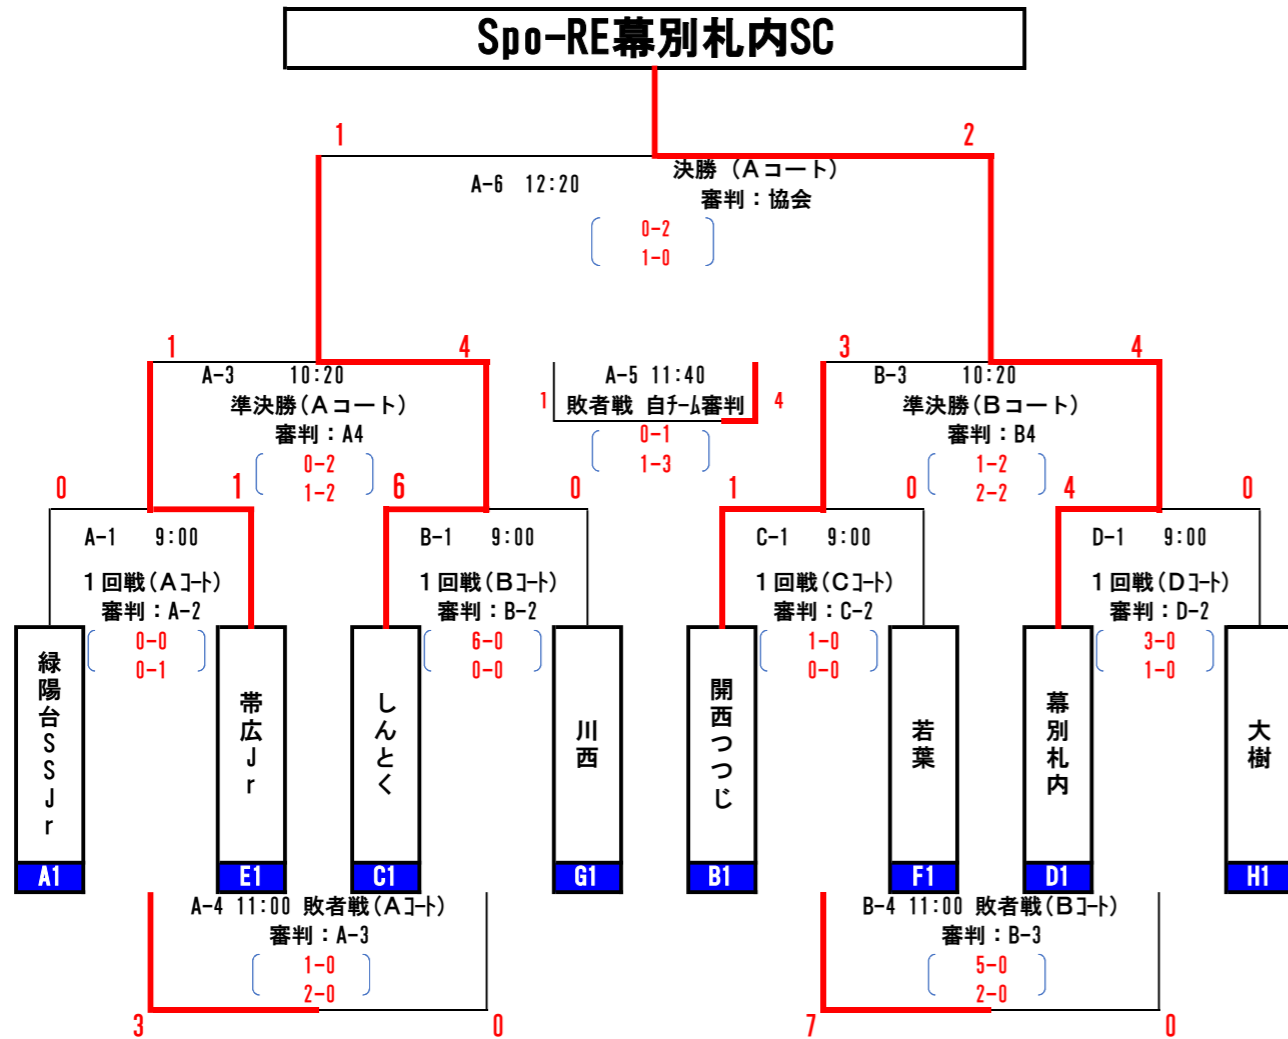 Spo-RE幕別札内SC
1
2
A-6 12:20
決勝（Aコート）
審判：協会
0-2
1-0
1
4
3
4
A-3 10:20
準決勝(Aコート)
審判：A4
0-2
1-2
A-5 11:40
1
敗者戦 自ﾁｰﾑ審判
4
0-1
1-3
B-3 10:20
準決勝(Bコート)
審判：B4
1-2
2-2
0
1
6
0
1
0
4
0
A-1 9:00
1回戦(Aｺｰﾄ)
審判：A-2
0-0
0-1
B-1 9:00
1回戦(Bｺｰﾄ)
審判：B-2
6-0
0-0
C-1 9:00
1回戦(Cｺｰﾄ)
審判：C-2
1-0
0-0
D-1 9:00
1回戦(Dｺｰﾄ)
審判：D-2
3-0
1-0
緑陽台SSJr
帯広Jr
しんとく
川西
開西つつじ
若葉
幕別札内
大樹
A1
E1
C1
G1
B1
F1
D1
H1
A-4 11:00 敗者戦(Aｺｰﾄ)
審判：A-3
1-0
2-0
3
0
B-4 11:00 敗者戦(Bｺｰﾄ)
審判：B-3
5-0
2-0
7
0